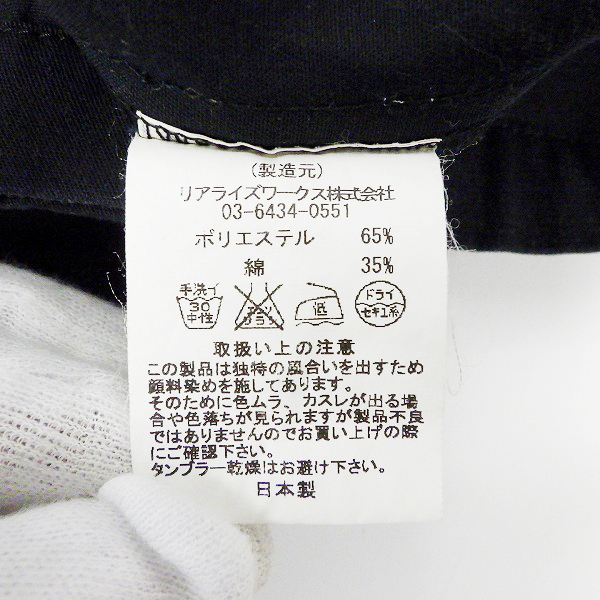 (製造元)
リアライズワークス株式会社
03-6434-0551
ポリエステル 65%
綿 35%
手洗イ 30 中性 エンソサラシ 低 ドライ セキユ系
取扱い上の注意
この製品は独特の風合いを出すため
顔料染めを施してあります。
そのために色ムラ、カスレが出る場
合や色落ちが見られますが製品不良
ではありませんのでお買い上げの際
にご確認下さい。
タンブラー乾燥はお避け下さい。
日本製